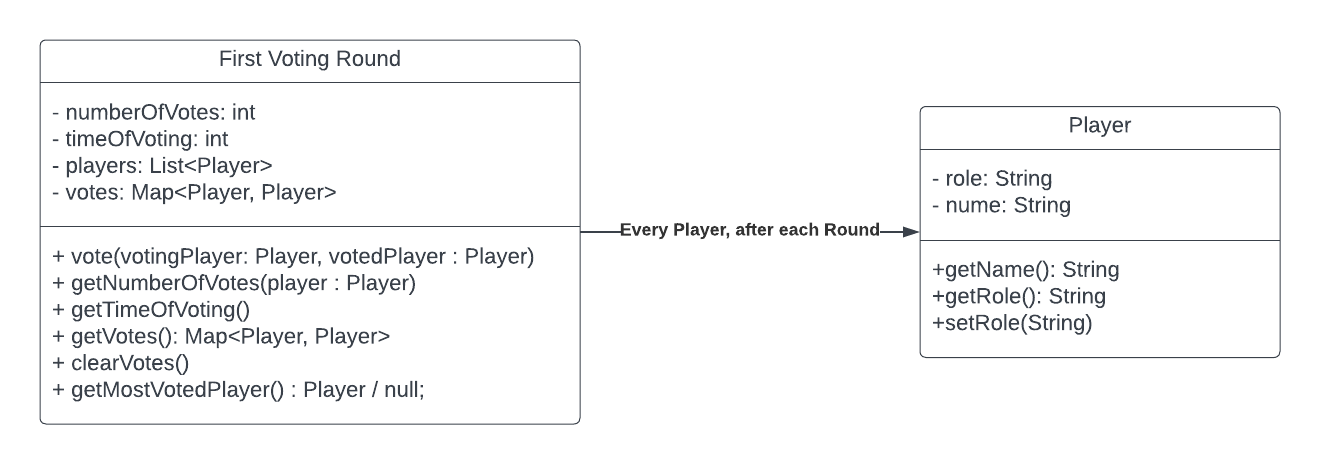 First Voting Round
- numberOfVotes: int
- timeOfVoting: int
- players: List<Player>
- votes: Map<Player, Player>
+ vote(votingPlayer: Player, votedPlayer : Player)
+ getNumberOfVotes(player : Player)
+ getTimeOfVoting()
+ getVotes(): Map<Player, Player>
+ clearVotes()
+ getMostVotedPlayer() : Player / null;
Every Player, after each Round
Player
- role: String
- nume: String
+getName(): String
+getRole(): String
+setRole(String)